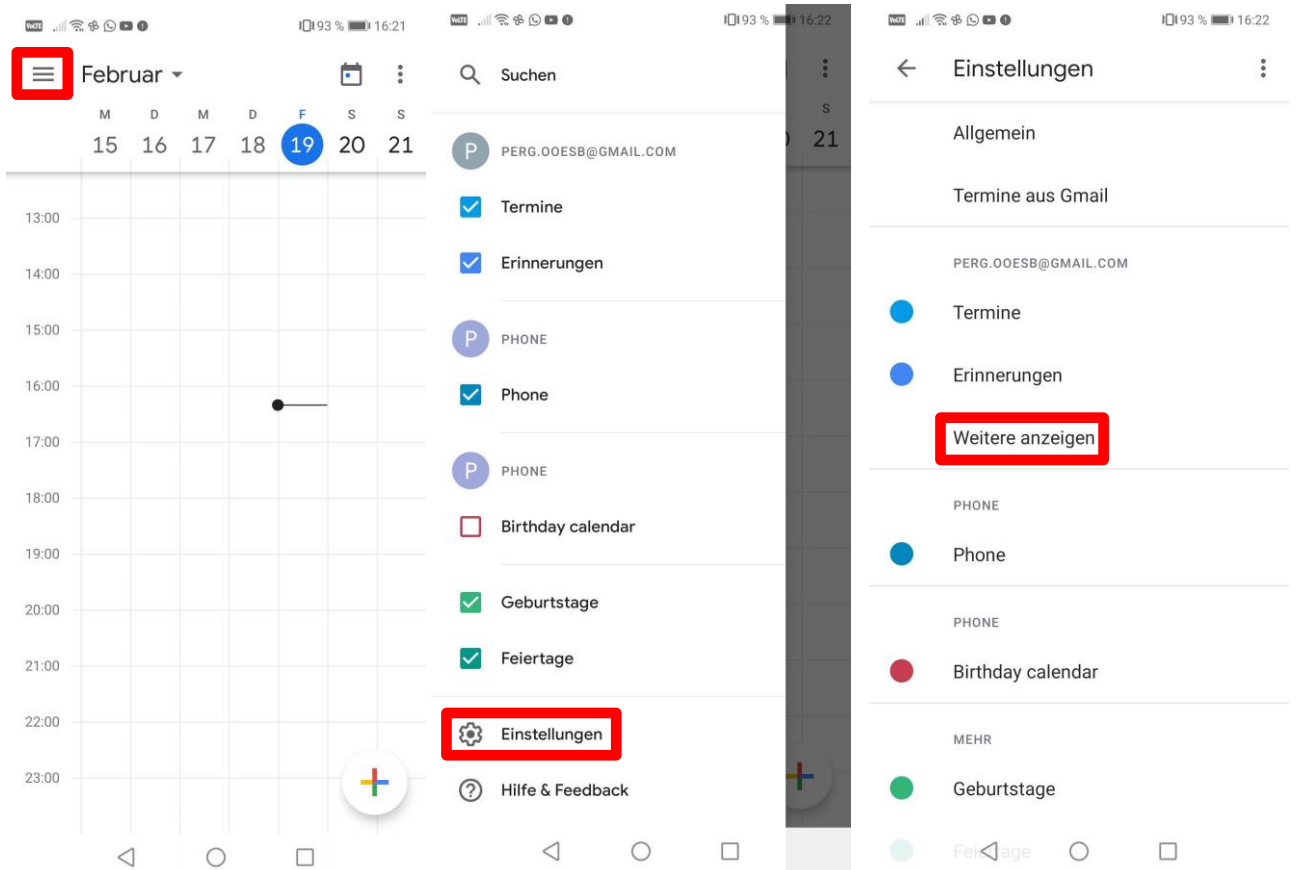 VoLTE 93 % 16:21
Februar
M D M D F S S
15 16 17 18 19 20 21
13:00
14:00
15:00
16:00
17:00
18:00
19:00
20:00
21:00
22:00
23:00
VoLTE 93 % 16:22
Suchen
S
21
P PERG.OOESB@GMAIL.COM
Termine
Erinnerungen
P PHONE
Phone
P PHONE
Birthday calendar
Geburtstage
Feiertage
Einstellungen
Hilfe & Feedback
VoLTE 93 % 16:22
Einstellungen
Allgemein
Termine aus Gmail
PERG.OOESB@GMAIL.COM
Termine
Erinnerungen
Weitere anzeigen
PHONE
Phone
PHONE
Birthday calendar
MEHR
Geburtstage